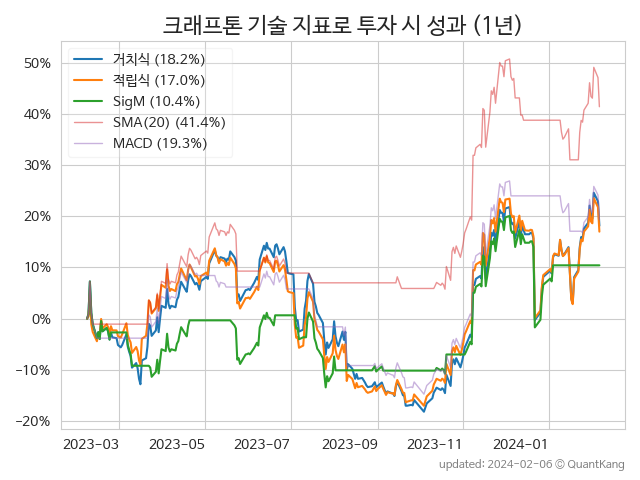 크래프톤 기술 지표로 투자 시 성과 (1년)
거치식 (18.2%)
적립식 (17.0%)
SigM (10.4%)
SMA(20) (41.4%)
MACD (19.3%)
50%
40%
30%
20%
10%
0%
−10%
−20%
2023-03
2023-05
2023-07
2023-09
2023-11
2024-01
updated: 2024-02-06 © QuantKang